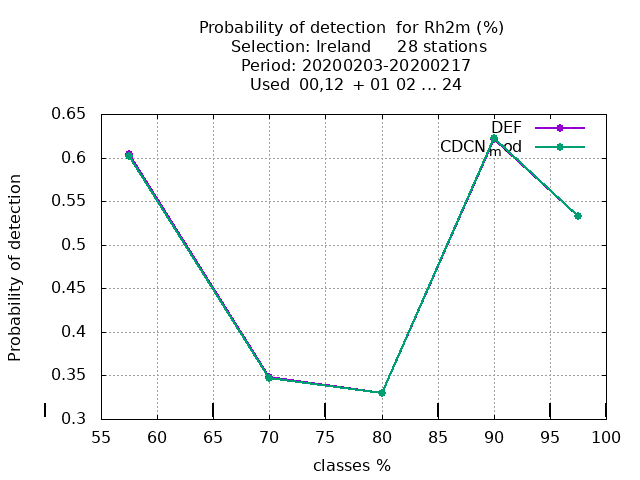 Probability of detection  for Rh2m (%)
Selection: Ireland     28 stations
Period: 20200203-20200217
Used  00,12  + 01 02 ... 24
DEF
CDCN_mod
0.65
0.6
0.55
0.5
0.45
0.4
0.35
0.3
Probability of detection
55 60 65 70 75 80 85 90 95 100
classes %